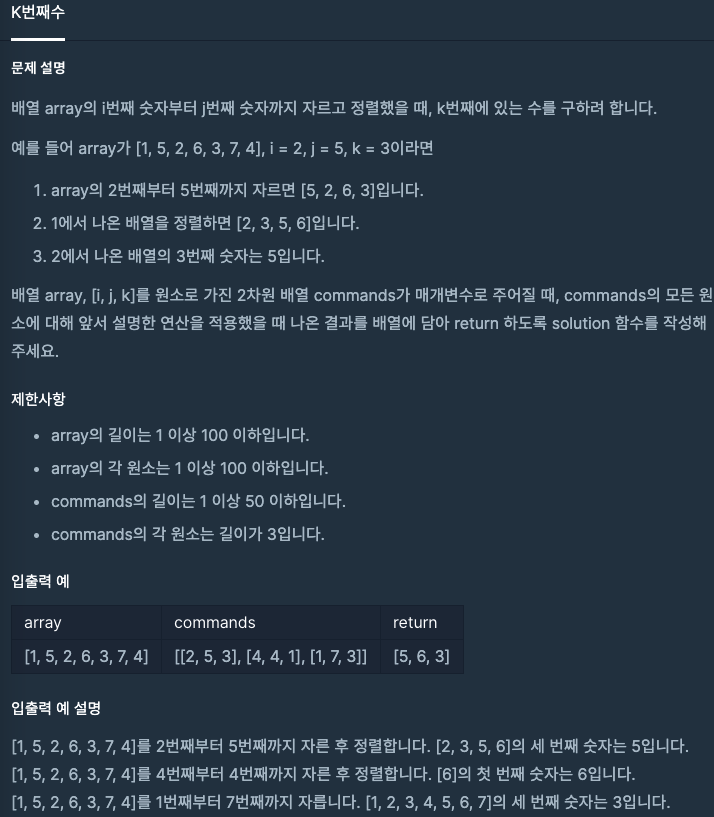 K번째수
문제 설명
배열 array의 i번째 숫자부터 j번째 숫자까지 자르고 정렬했을 때, k번째에 있는 수를 구하려 합니다.
예를 들어 array가 [1, 5, 2, 6, 3, 7, 4], i = 2, j = 5, k = 3이라면
1. array의 2번째부터 5번째까지 자르면 [5, 2, 6, 3]입니다.
2. 1에서 나온 배열을 정렬하면 [2, 3, 5, 6]입니다.
3. 2에서 나온 배열의 3번째 숫자는 5입니다.
배열 array, [i, j, k]를 원소로 가진 2차원 배열 commands가 매개변수로 주어질 때, commands의 모든 원
소에 대해 앞서 설명한 연산을 적용했을 때 나온 결과를 배열에 담아 return 하도록 solution 함수를 작성해
주세요.
제한사항
• array의 길이는 1 이상 100 이하입니다.
• array의 각 원소는 1 이상 100 이하입니다.
• commands의 길이는 1 이상 50 이하입니다.
• commands의 각 원소는 길이가 3입니다.
입출력 예
array commands return
[1, 5, 2, 6, 3, 7, 4] [[2, 5, 3], [4, 4, 1], [1, 7, 3]] [5, 6, 3]
입출력 예 설명
[1, 5, 2, 6, 3, 7, 4]를 2번째부터 5번째까지 자른 후 정렬합니다. [2, 3, 5, 6]의 세 번째 숫자는 5입니다.
[1, 5, 2, 6, 3, 7, 4]를 4번째부터 4번째까지 자른 후 정렬합니다. [6]의 첫 번째 숫자는 6입니다.
[1, 5, 2, 6, 3, 7, 4]를 1번째부터 7번째까지 자릅니다. [1, 2, 3, 4, 5, 6, 7]의 세 번째 숫자는 3입니다.